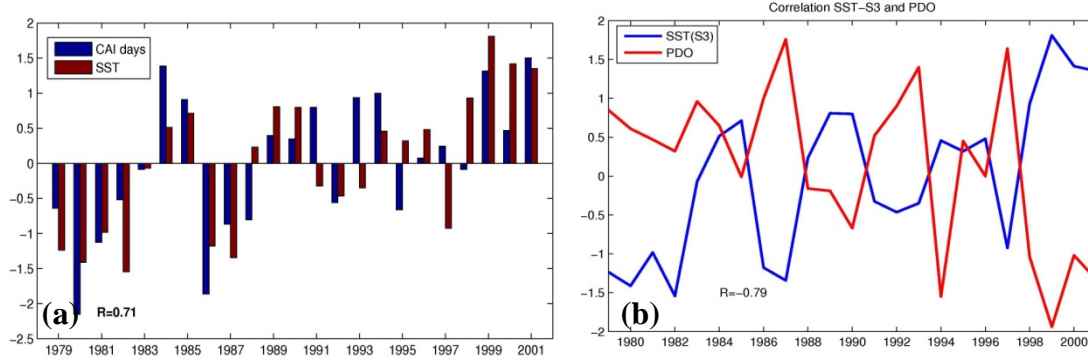 2
1.5
1
0.5
0
-0.5
-1
-1.5
-2
-2.5
CAI days
SST
(a)
R=0.71
1979 1981 1983 1985 1987 1989 1991 1993 1995 1997 1999 2001
Correlation SST-S3 and PDO
2
1.5
1
0.5
0
-0.5
-1
-1.5
-2
SST(S3)
PDO
R=-0.79
(b)
1980 1982 1984 1986 1988 1990 1992 1994 1996 1998 2000